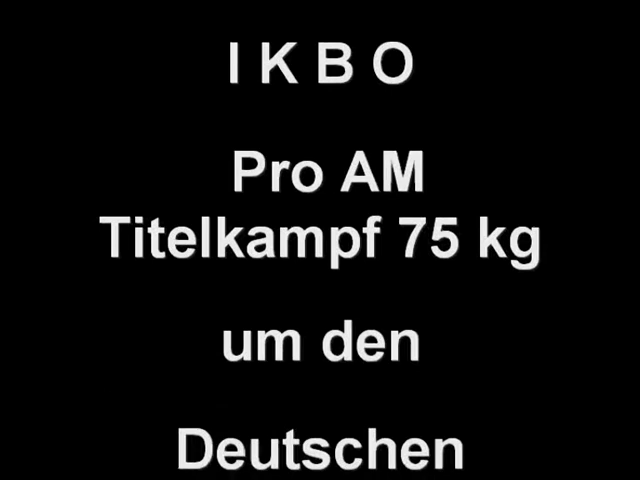 I K B O
Pro AM
Titelkampf 75 kg
um den
Deutschen